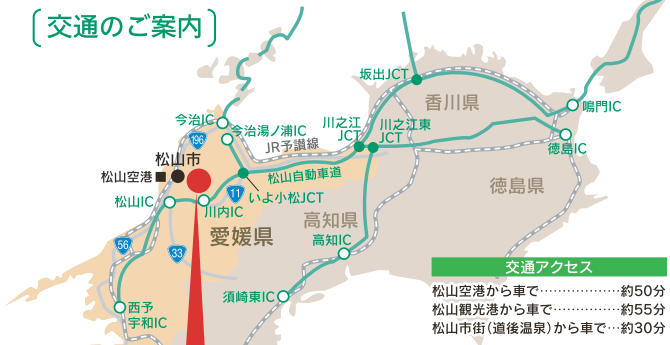 交通のご案内
坂出JCT
香川県
鳴門IC
今治IC
川之江
JCT
川之江東
JCT
今治湯ノ浦IC
196
JR予讃線
徳島IC
松山市
松山空港
松山自動車道
徳島県
いよ小松JCT
11
松山IC
川内IC
高知県
愛媛県
高知IC
56
33
交通アクセス
須崎東IC
松山空港から車で………………約50分
西予
宇和IC
松山観光港から車で……………約55分
松山市街(道後温泉)から車で…約30分